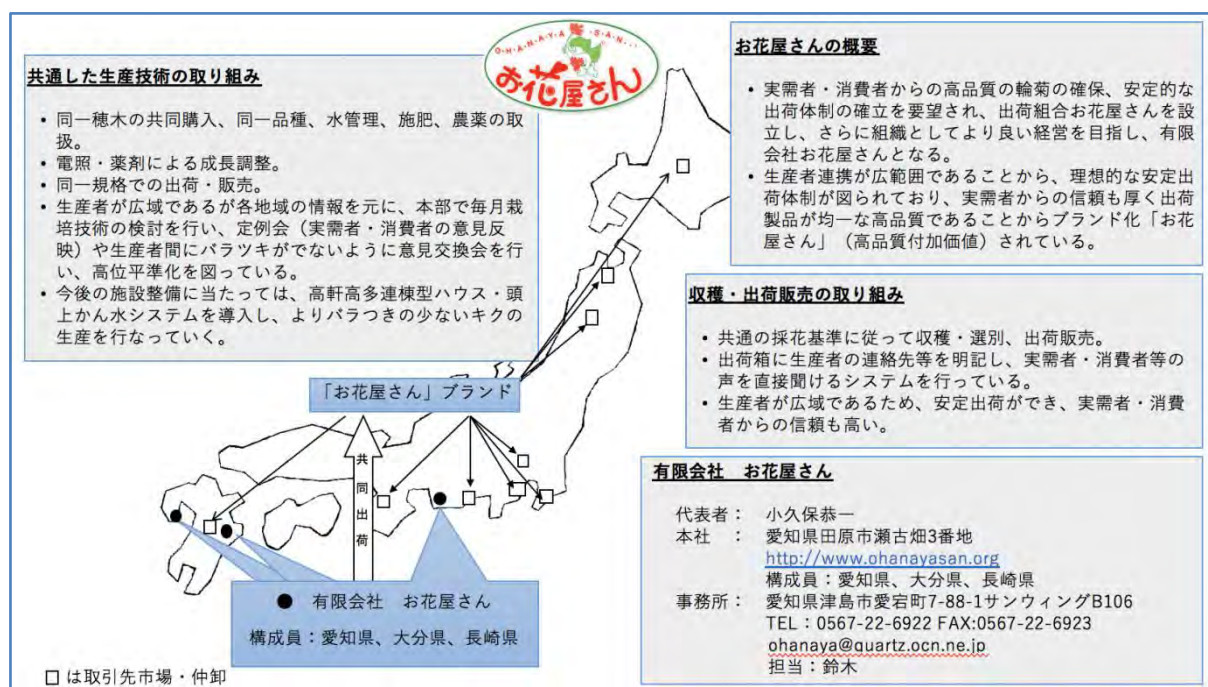 O·H·A·N·A·Y·A·SAN···
お花屋さん
共通した生産技術の取り組み
• 同一穂木の共同購入、同一品種、水管理、施肥、農薬の取
扱。
• 電照・薬剤による成長調整。
• 同一規格での出荷・販売。
• 生産者が広域であるが各地域の情報を元に、本部で毎月栽
培技術の検討を行い、定例会（実需者・消費者の意見反
映）や生産者間にバラツキがでないように意見交換会を行
い、高位平準化を図っている。
• 今後の施設整備に当たっては、高軒高多連棟型ハウス・頭
上かん水システムを導入し、よりバラつきの少ないキクの
生産を行なっていく。
お花屋さんの概要
• 実需者・消費者からの高品質の輪菊の確保、安定的な
出荷体制の確立を要望され、出荷組合お花屋さんを設
立し、さらに組織としてより良い経営を目指し、有限
会社お花屋さんとなる。
• 生産者連携が広範囲であることから、理想的な安定出
荷体制が図られており、実需者からの信頼も厚く出荷
製品が均一な高品質であることからブランド化「お花
屋さん」（高品質付加価値）されている。
収穫・出荷販売の取り組み
• 共通の採花基準に従って収穫・選別、出荷販売。
• 出荷箱に生産者の連絡先等を明記し、実需者・消費者等の
声を直接聞けるシステムを行っている。
• 生産者が広域であるため、安定出荷ができ、実需者・消費
者からの信頼も高い。
「お花屋さん」ブランド
共同出荷
● 有限会社　お花屋さん
構成員：愛知県、大分県、長崎県
□ は取引先市場・仲卸
有限会社　お花屋さん
代表者： 小久保恭一
本社 ： 愛知県田原市瀬古畑3番地
http://www.ohanayasan.org
構成員：愛知県、大分県、長崎県
事務所： 愛知県津島市愛宕町7-88-1サンウィングB106
TEL：0567-22-6922 FAX:0567-22-6923
ohanaya@quartz.ocn.ne.jp
担当：鈴木